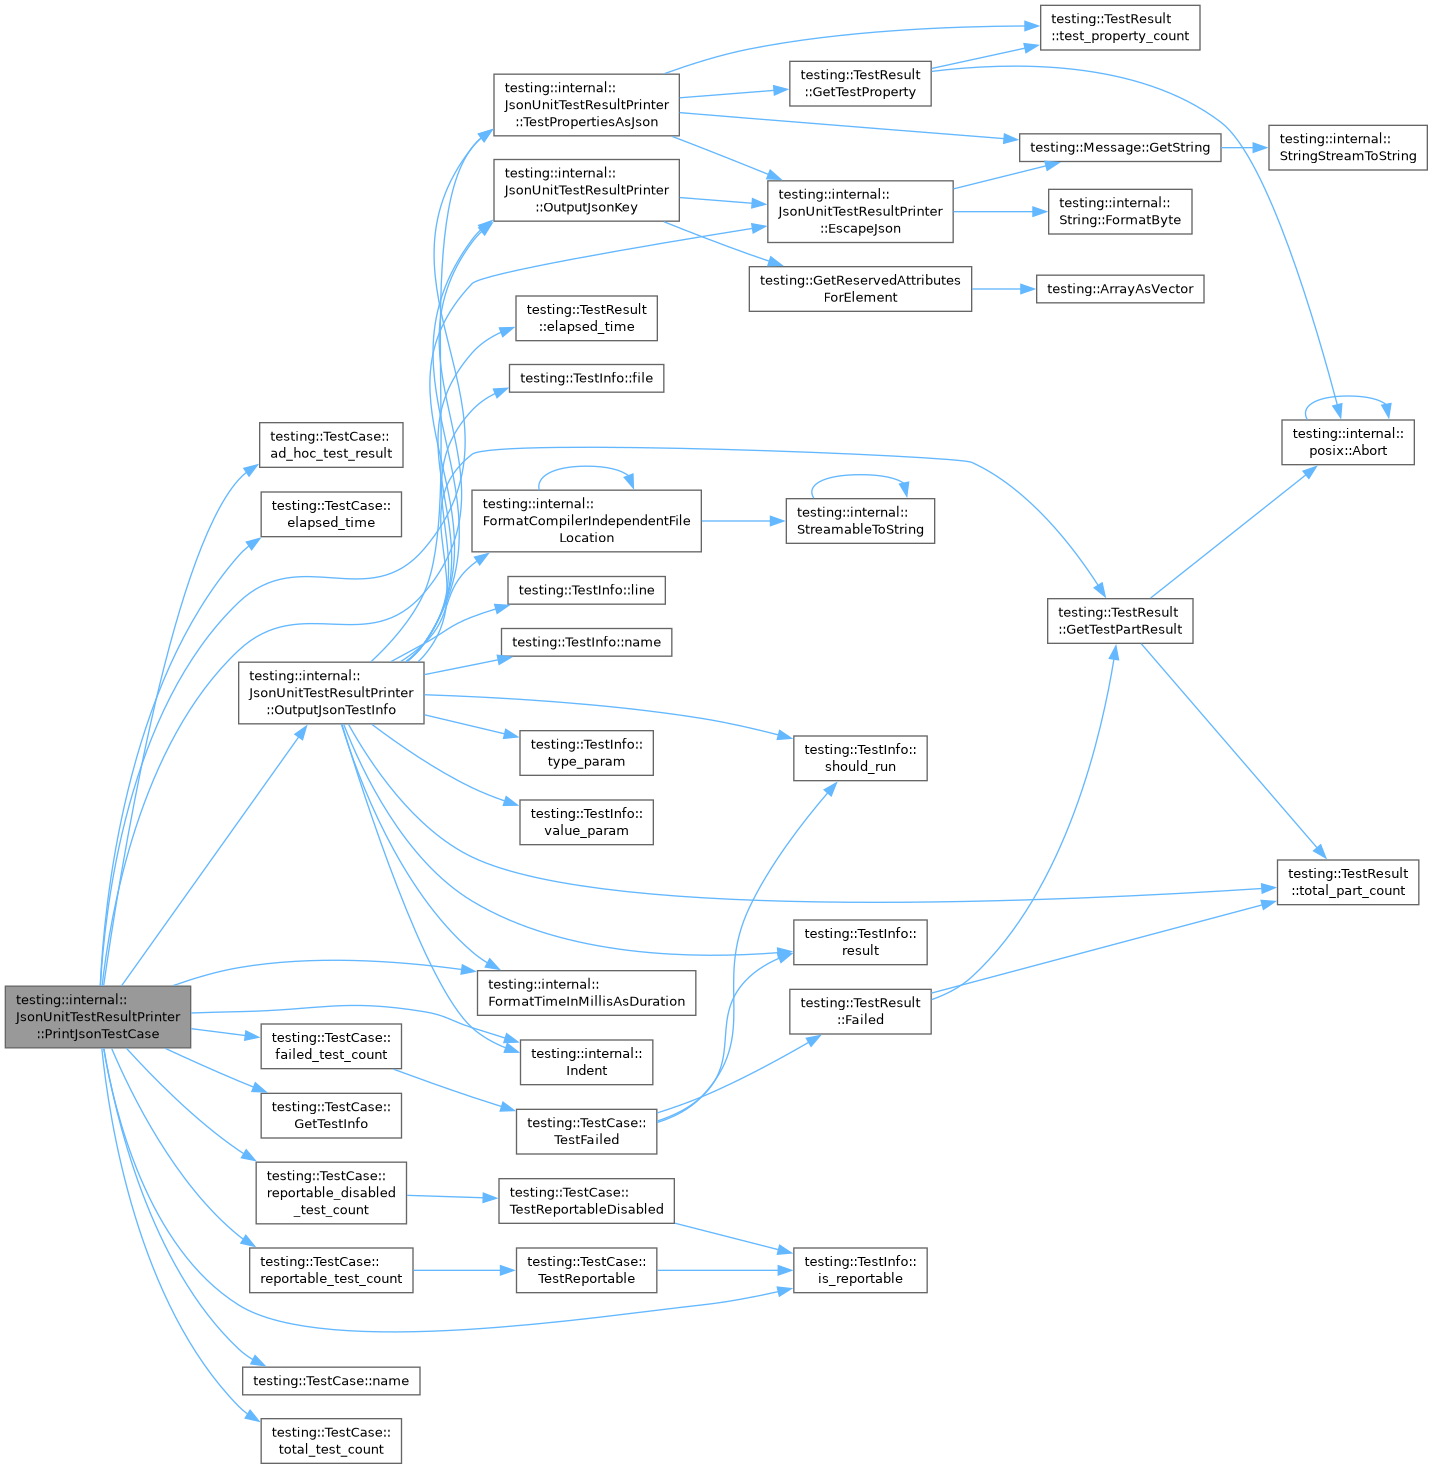 testing::TestResult
::test_property_count
testing::TestResult
::GetTestProperty
testing::internal::
JsonUnitTestResultPrinter
::TestPropertiesAsJson
testing::Message::GetString
testing::internal::
StringStreamToString
testing::internal::
JsonUnitTestResultPrinter
::OutputJsonKey
testing::internal::
JsonUnitTestResultPrinter
::EscapeJson
testing::internal::
String::FormatByte
testing::GetReservedAttributes
ForElement
testing::ArrayAsVector
testing::TestResult
::elapsed_time
testing::TestInfo::file
testing::TestCase::
ad_hoc_test_result
testing::internal::
posix::Abort
testing::TestCase::
elapsed_time
testing::internal::
FormatCompilerIndependentFile
Location
testing::internal::
StreamableToString
testing::TestInfo::line
testing::TestResult
::GetTestPartResult
testing::TestInfo::name
testing::internal::
JsonUnitTestResultPrinter
::OutputJsonTestInfo
testing::TestInfo::
type_param
testing::TestInfo::
should_run
testing::TestInfo::
value_param
testing::TestResult
::total_part_count
testing::TestInfo::
result
testing::internal::
FormatTimeInMillisAsDuration
testing::internal::
JsonUnitTestResultPrinter
::PrintJsonTestCase
testing::TestResult
::Failed
testing::TestCase::
failed_test_count
testing::internal::
Indent
testing::TestCase::
GetTestInfo
testing::TestCase::
TestFailed
testing::TestCase::
reportable_disabled
_test_count
testing::TestCase::
TestReportableDisabled
testing::TestCase::
reportable_test_count
testing::TestCase::
TestReportable
testing::TestInfo::
is_reportable
testing::TestCase::name
testing::TestCase::
total_test_count